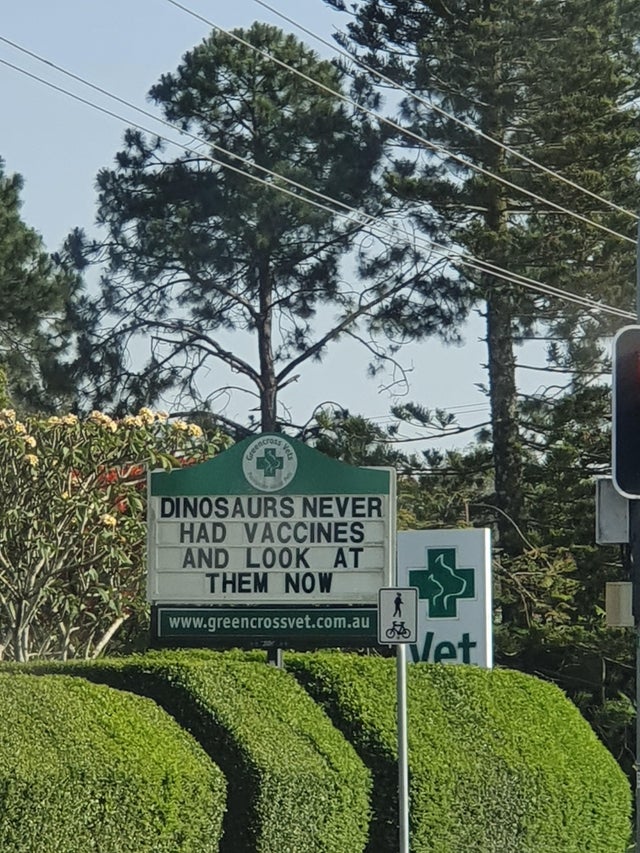 Greencross Vets
DINOSAURS NEVER
HAD VACCINES
AND LOOK AT
THEM NOW
www.greencrossvet.com.au
Vet